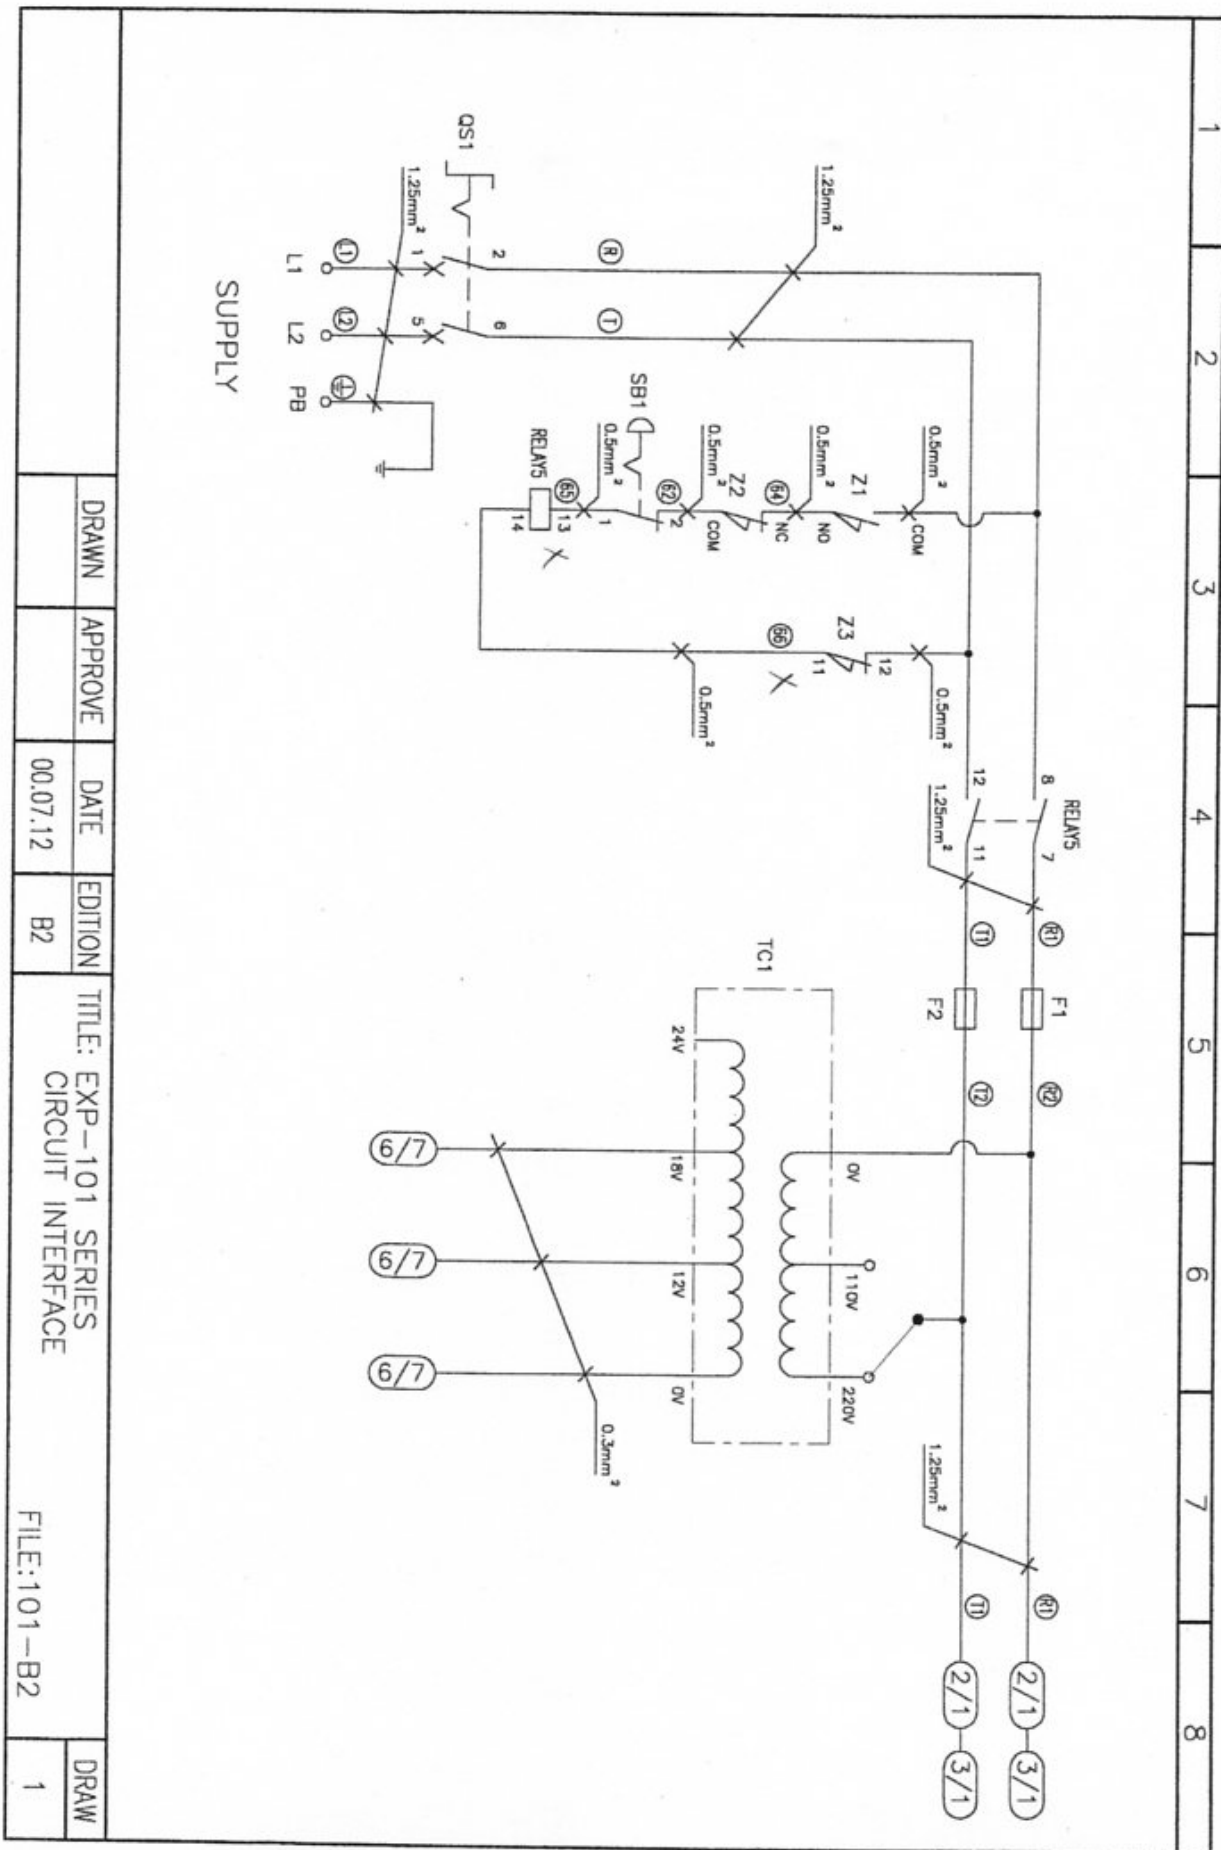 1
2
3
4
5
6
7
8
QS1
1.25mm²
L1
1
2
R
L1
L2
5
6
T
L2
PB
SUPPLY
1.25mm²
SB1
RELAY5
14
13
65
0.5mm²
1
2
62
0.5mm²
Z2
COM
NC
64
0.5mm²
NO
Z1
COM
0.5mm²
66
11
Z3
12
0.5mm²
0.5mm²
RELAY5
8
7
12
11
1.25mm²
R1
T1
F1
F2
R2
T2
TC1
0V
110V
220V
24V
18V
12V
0V
6/7
6/7
6/7
0.3mm²
1.25mm²
R1
T1
2/1
3/1
2/1
3/1
DRAWN
APPROVE
DATE
EDITION
00.07.12
B2
TITLE: EXP-101 SERIES
CIRCUIT INTERFACE
FILE:101-B2
DRAW
1